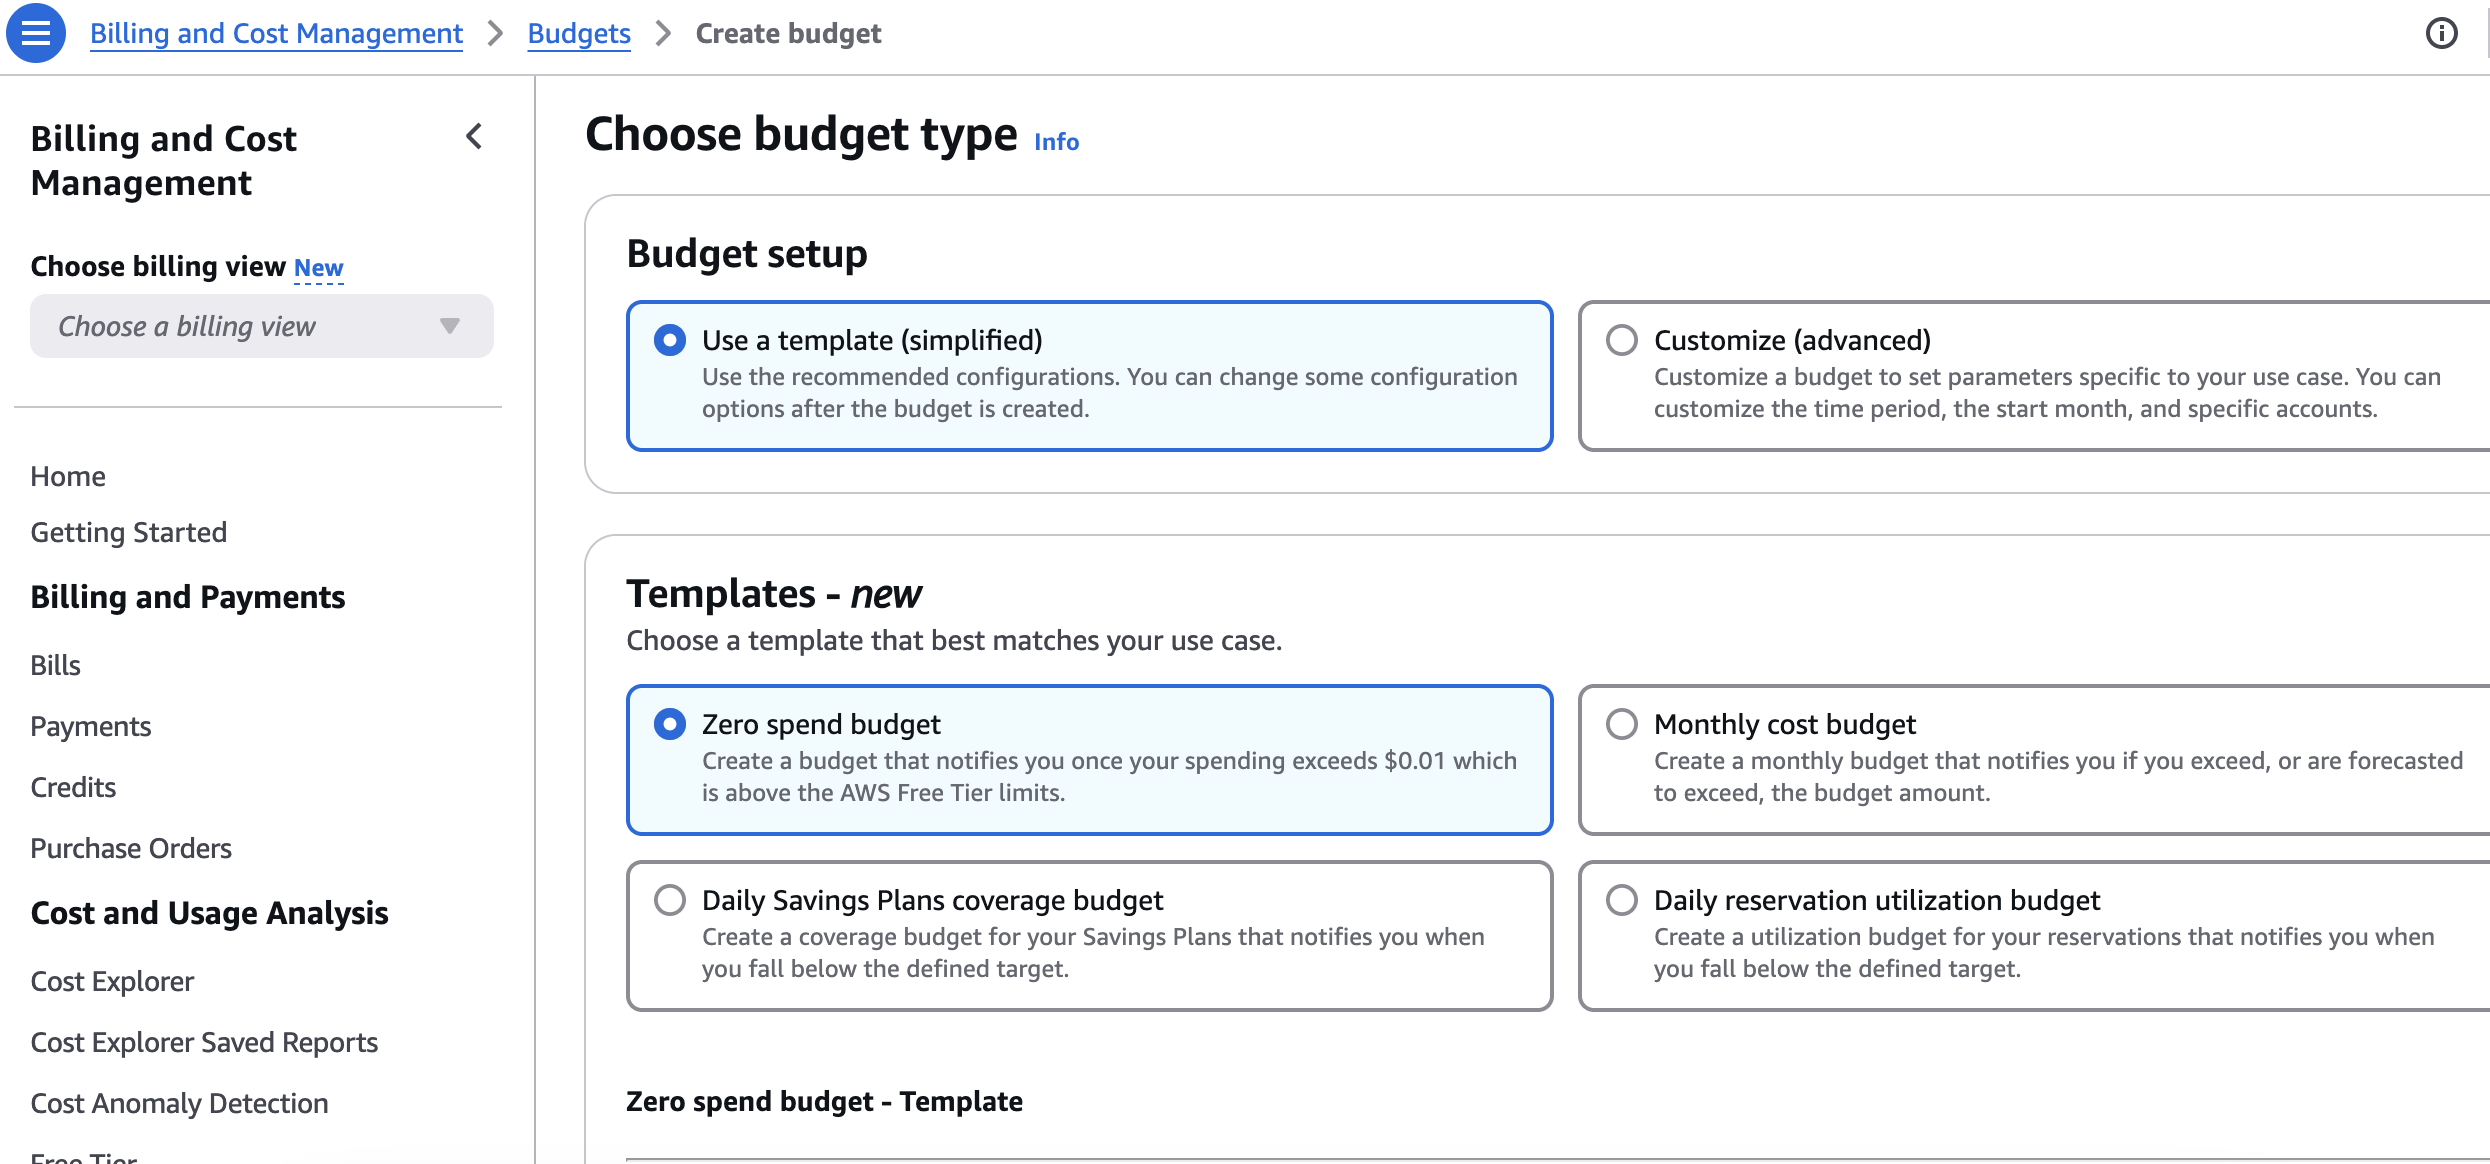 Billing and Cost Management > Budgets > Create budget
Billing and Cost
Management
Choose billing view New
Choose a billing view
Home
Getting Started
Billing and Payments
Bills
Payments
Credits
Purchase Orders
Cost and Usage Analysis
Cost Explorer
Cost Explorer Saved Reports
Cost Anomaly Detection
Free Tier
Choose budget type Info
Budget setup
Use a template (simplified)
Use the recommended configurations. You can change some configuration
options after the budget is created.
Customize (advanced)
Customize a budget to set parameters specific to your use case. You can
customize the time period, the start month, and specific accounts.
Templates - new
Choose a template that best matches your use case.
Zero spend budget
Create a budget that notifies you once your spending exceeds $0.01 which
is above the AWS Free Tier limits.
Monthly cost budget
Create a monthly budget that notifies you if you exceed, or are forecasted
to exceed, the budget amount.
Daily Savings Plans coverage budget
Create a coverage budget for your Savings Plans that notifies you when
you fall below the defined target.
Daily reservation utilization budget
Create a utilization budget for your reservations that notifies you when
you fall below the defined target.
Zero spend budget - Template